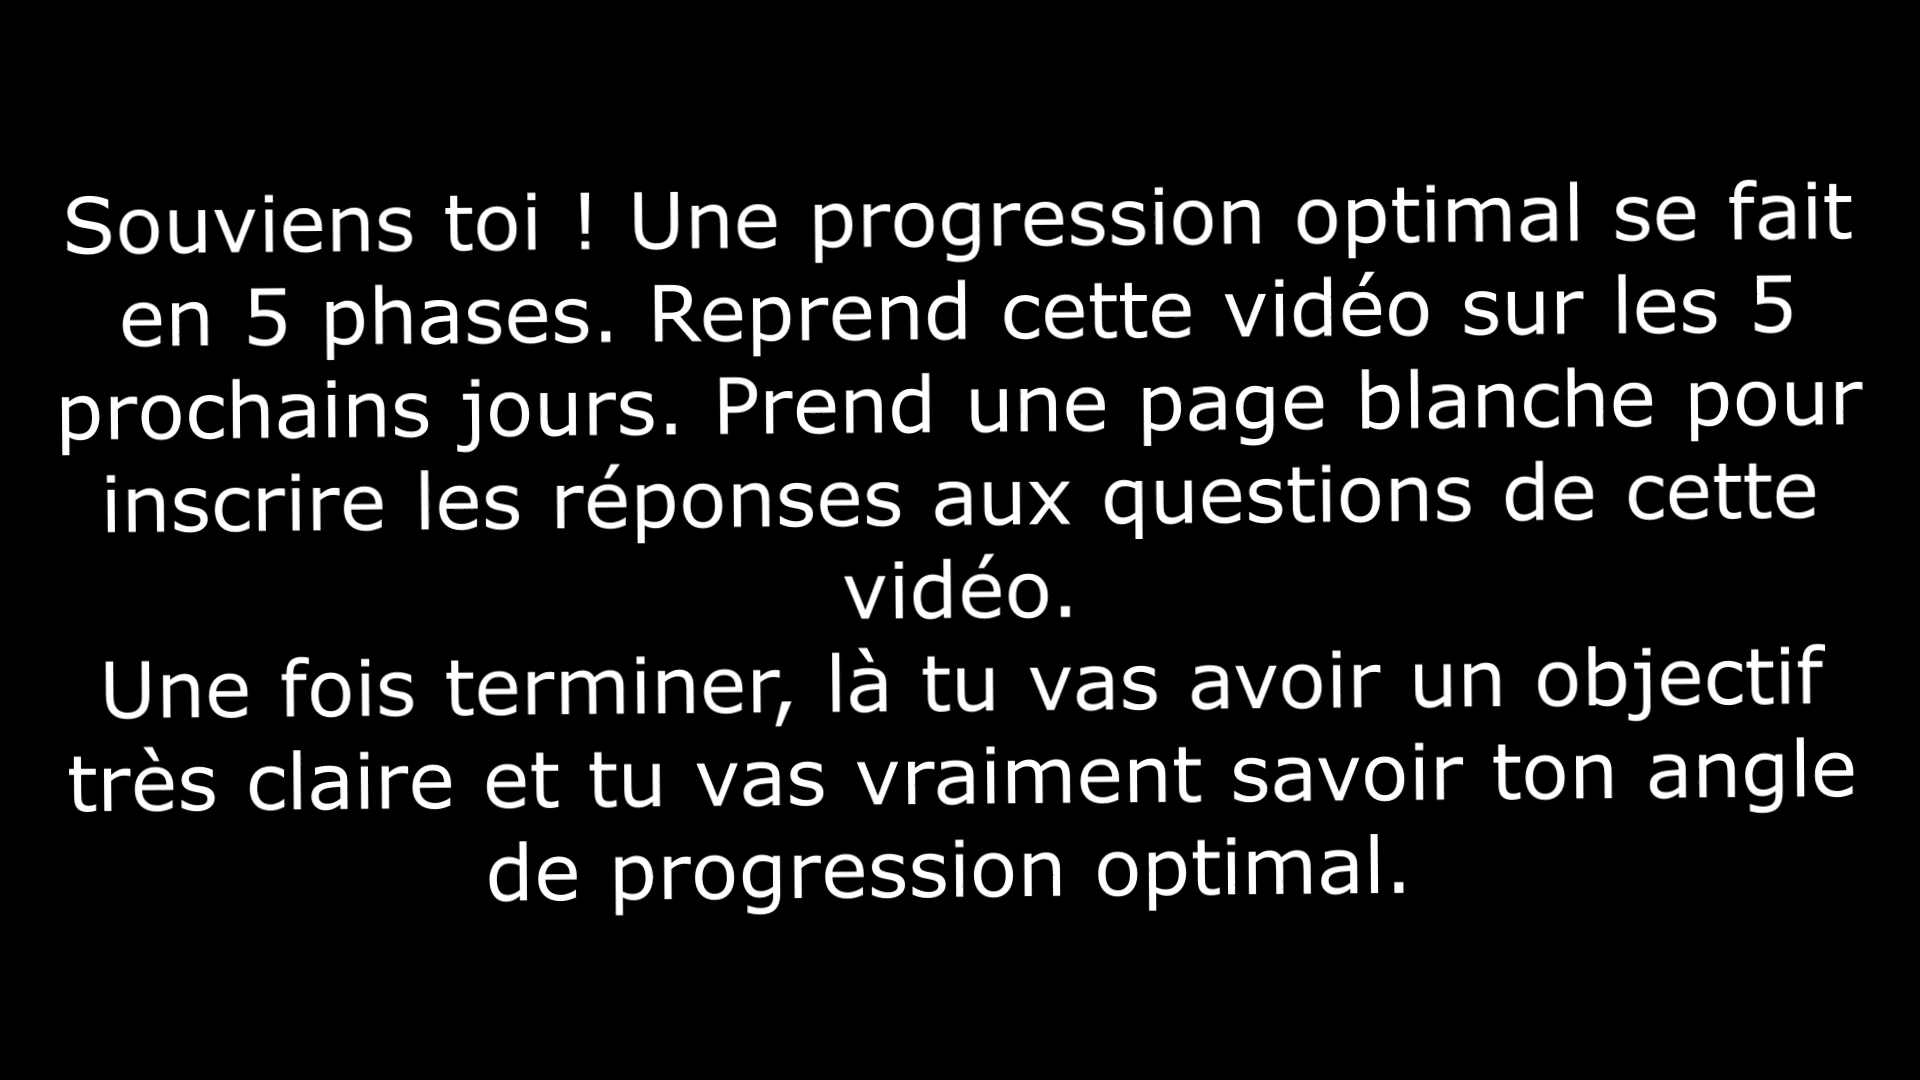 Souviens toi ! Une progression optimal se fait
en 5 phases. Reprend cette vidéo sur les 5
prochains jours. Prend une page blanche pour
inscrire les réponses aux questions de cette
vidéo.
Une fois terminer, là tu vas avoir un objectif
très claire et tu vas vraiment savoir ton angle
de progression optimal.